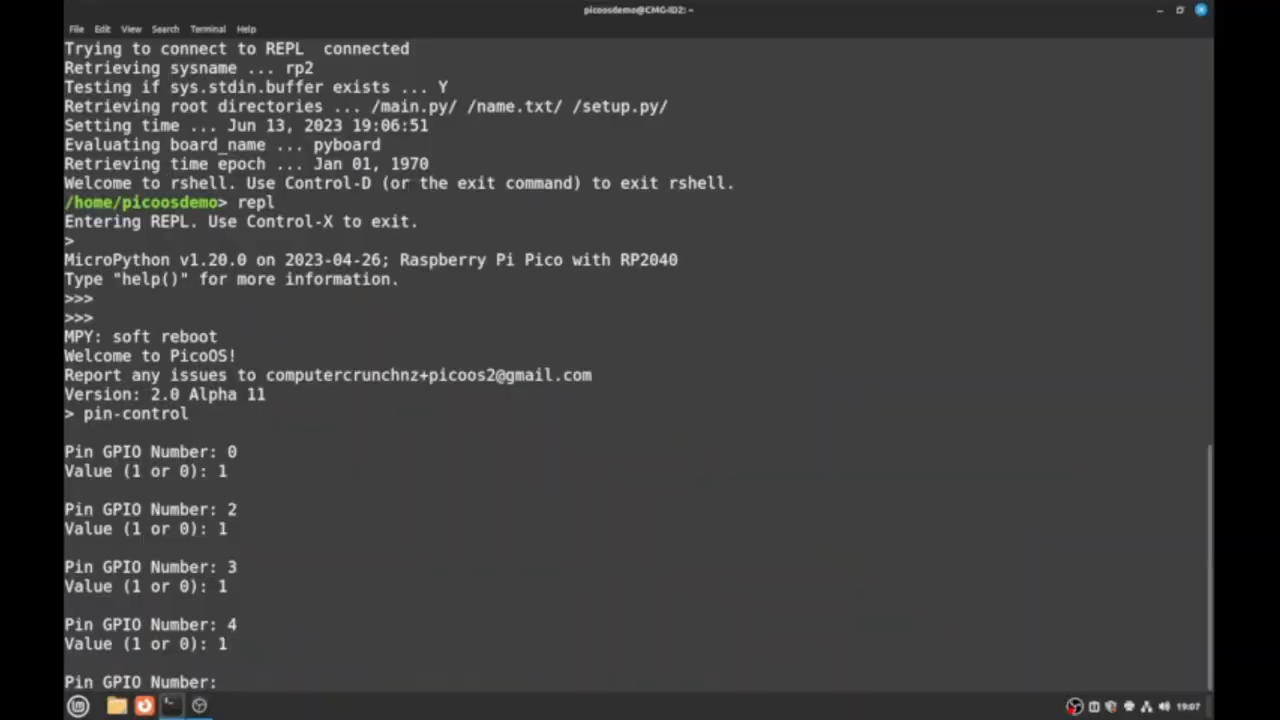 picoosdemo@CMG-ID2: ~
File Edit View Search Terminal Help
Trying to connect to REPL  connected
Retrieving sysname ... rp2
Testing if sys.stdin.buffer exists ... Y
Retrieving root directories ... /main.py/ /name.txt/ /setup.py/
Setting time ... Jun 13, 2023 19:06:51
Evaluating board_name ... pyboard
Retrieving time epoch ... Jan 01, 1970
Welcome to rshell. Use Control-D (or the exit command) to exit rshell.
/home/picoosdemo> repl
Entering REPL. Use Control-X to exit.
>
MicroPython v1.20.0 on 2023-04-26; Raspberry Pi Pico with RP2040
Type "help()" for more information.
>>>
>>>
MPY: soft reboot
Welcome to PicoOS!
Report any issues to computercrunchnz+picoos2@gmail.com
Version: 2.0 Alpha 11
> pin-control
Pin GPIO Number: 0
Value (1 or 0): 1
Pin GPIO Number: 2
Value (1 or 0): 1
Pin GPIO Number: 3
Value (1 or 0): 1
Pin GPIO Number: 4
Value (1 or 0): 1
Pin GPIO Number:
19:07